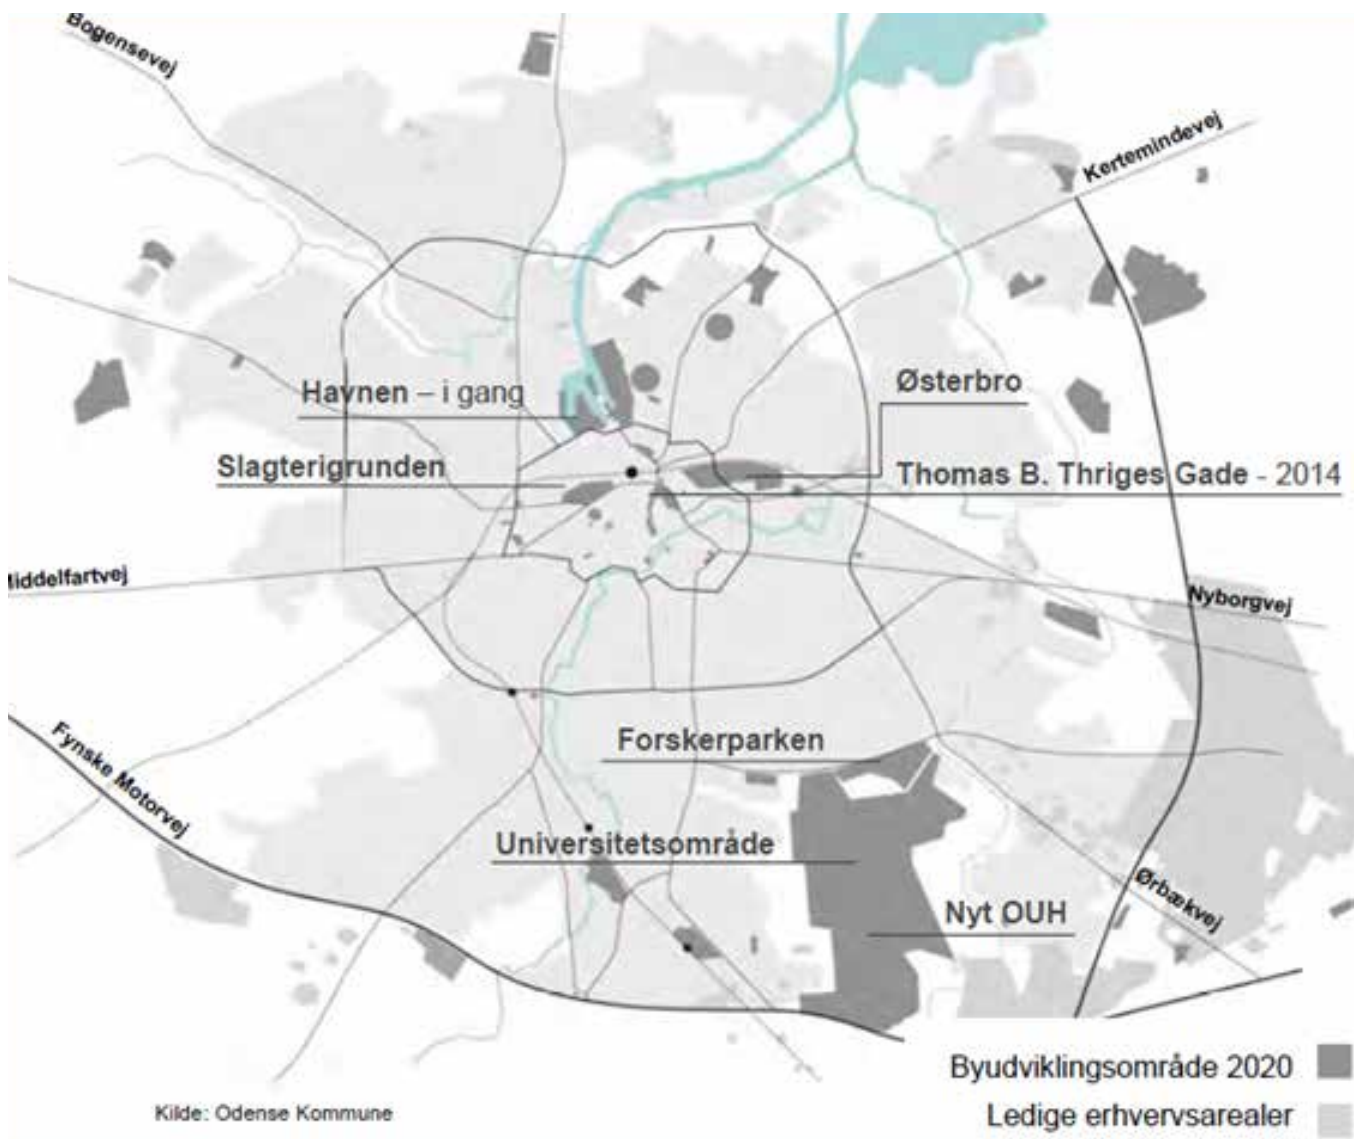 Bogensevej
Kertemindevej
Havnen – i gang
Østerbro
Slagterigrunden
Thomas B. Thriges Gade - 2014
iddelfartvej
Nyborgvej
Fynske Motorvej
Forskerparken
Universitetsområde
Ørbækvej
Nyt OUH
Byudviklingsområde 2020
Ledige erhvervsarealer
Kilde: Odense Kommune